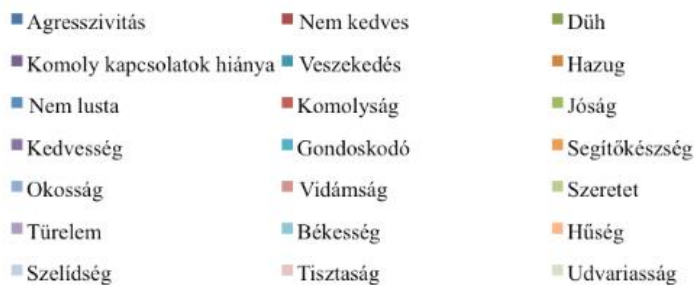 Agresszivitás Nem kedves Düh
Komoly kapcsolatok hiánya Veszekedés Hazug
Nem lusta Komolyság Jóság
Kedvesség Gondoskodó Segítőkészség
Okosság Vidámság Szeretet
Türelem Békesség Hűség
Szelídség Tisztaság Udvariasság